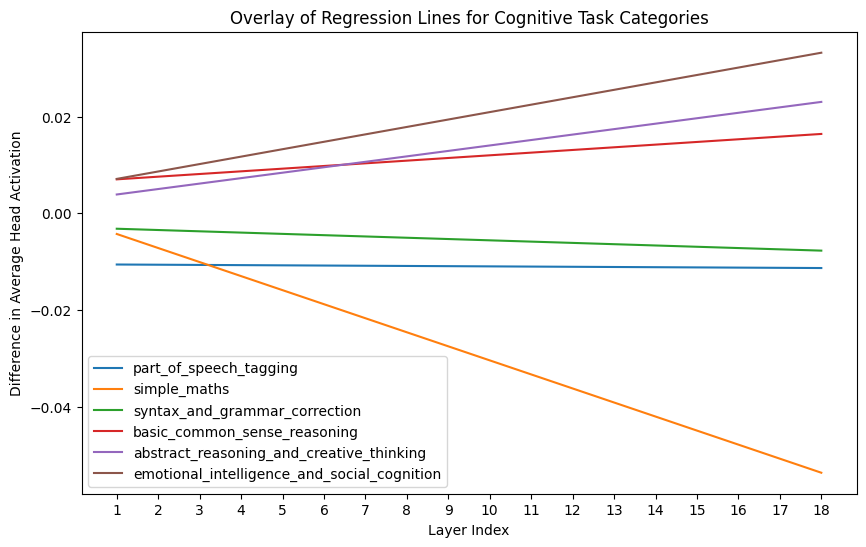 Overlay of Regression Lines for Cognitive Task Categories
Difference in Average Head Activation
0.02
0.00
−0.02
−0.04
part_of_speech_tagging
simple_maths
syntax_and_grammar_correction
basic_common_sense_reasoning
abstract_reasoning_and_creative_thinking
emotional_intelligence_and_social_cognition
1 2 3 4 5 6 7 8 9 10 11 12 13 14 15 16 17 18
Layer Index